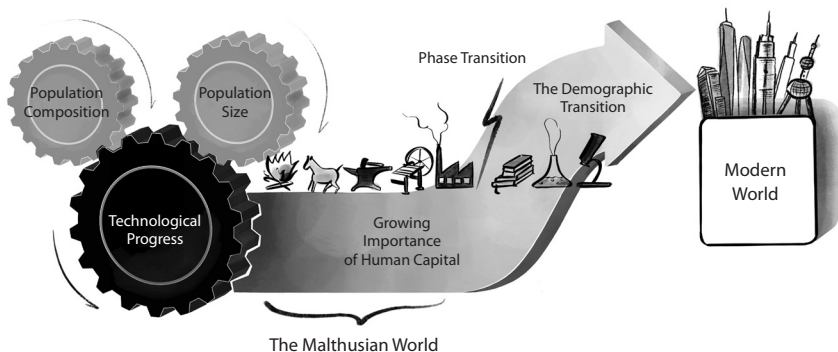 Population
Composition
Population
Size
Technological
Progress
Phase Transition
The Demographic
Transition
Growing
Importance
of Human Capital
Modern
World
The Malthusian World